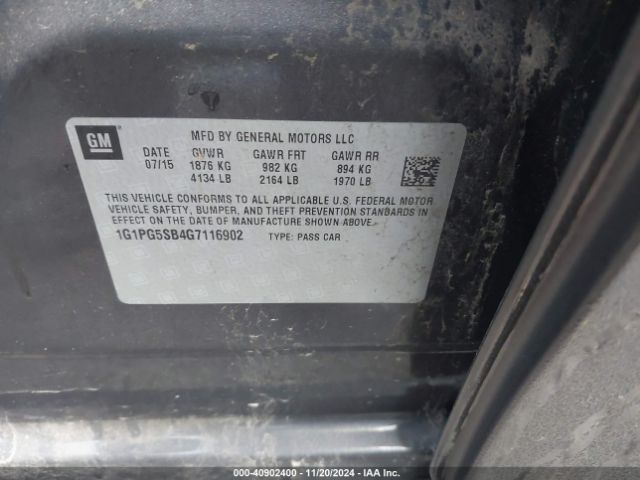 GM
MFD BY GENERAL MOTORS LLC
DATE GVWR GAWR FRT GAWR RR
07/15 1876 KG 982 KG 894 KG
4134 LB 2164 LB 1970 LB
THIS VEHICLE CONFORMS TO ALL APPLICABLE U.S. FEDERAL MOTOR
VEHICLE SAFETY, BUMPER, AND THEFT PREVENTION STANDARDS IN
EFFECT ON THE DATE OF MANUFACTURE SHOWN ABOVE.
1G1PG5SB4G7116902 TYPE: PASS CAR
000-40902400 - 11/20/2024 - IAA Inc.